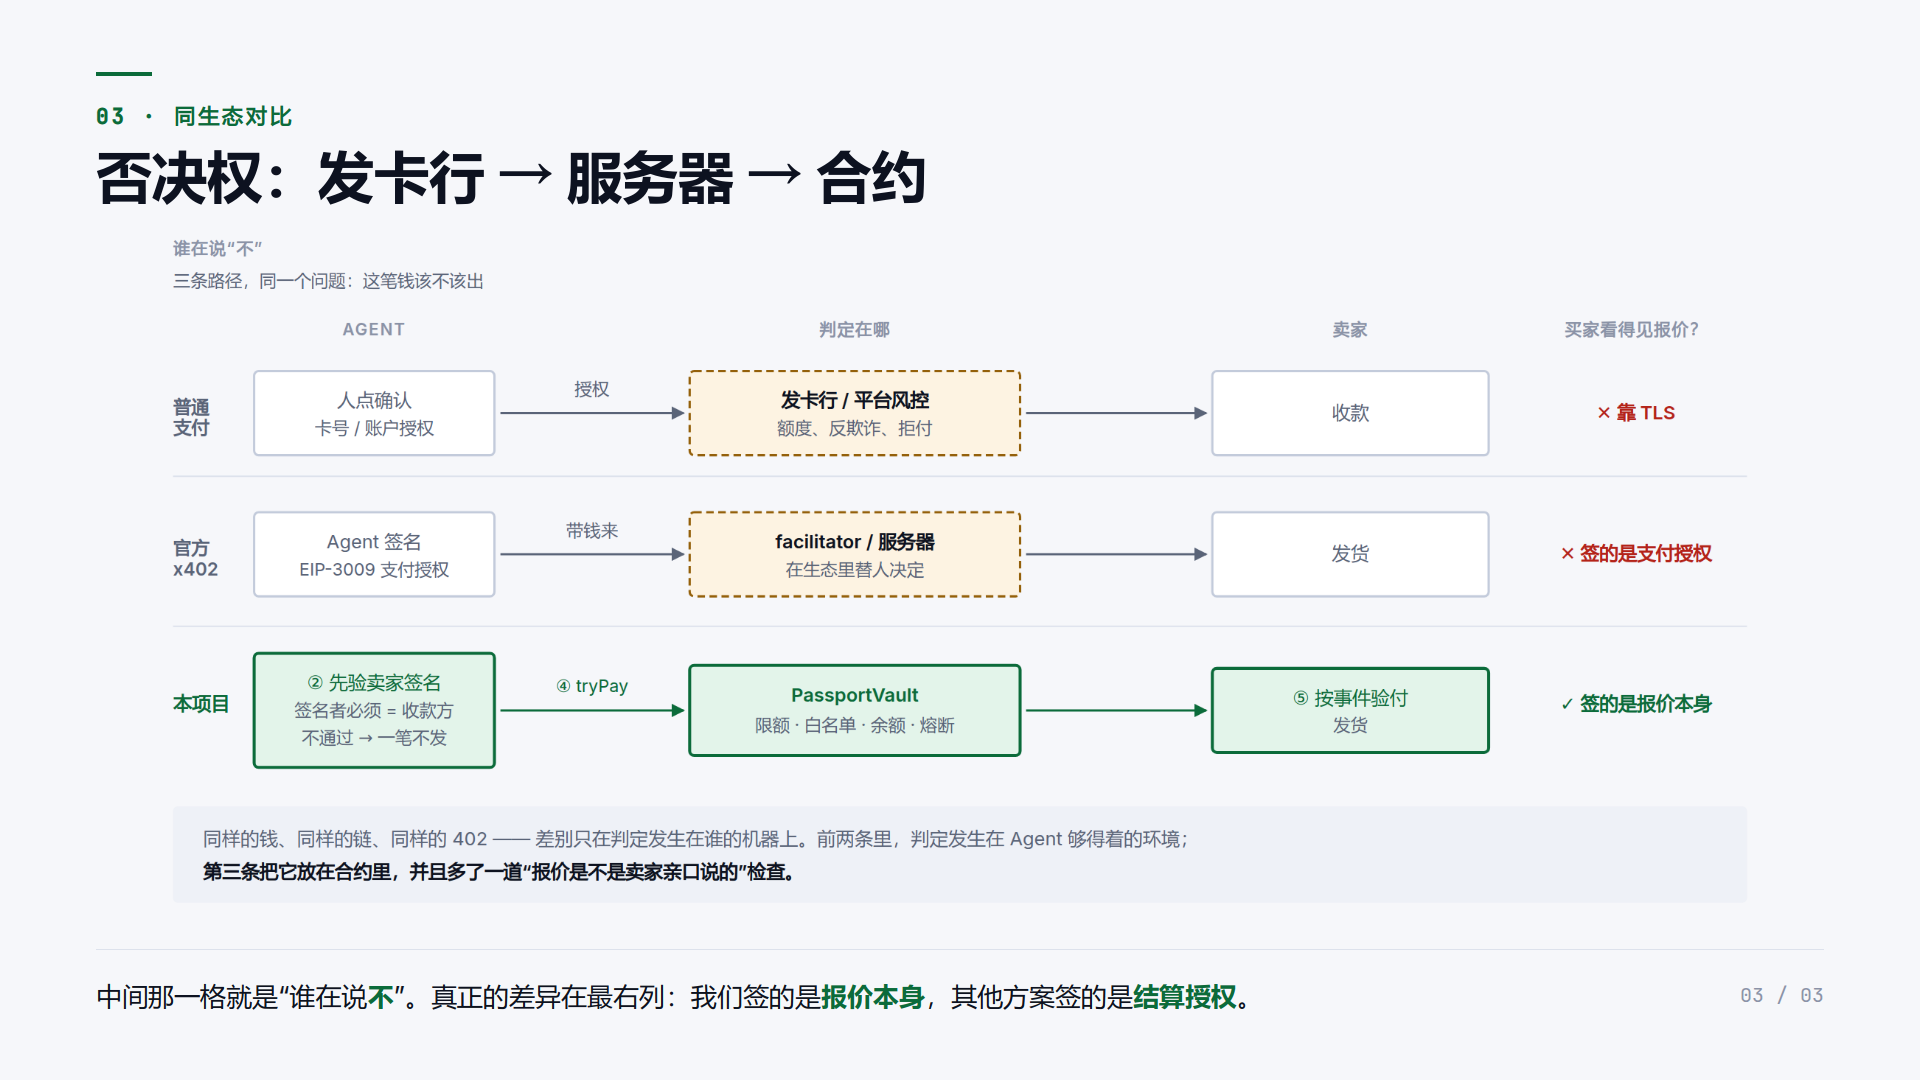 03 · 同生态对比
否决权：发卡行 → 服务器 → 合约
谁在说“不”
三条路径，同一个问题：这笔钱该不该出
AGENT
判定在哪
卖家
买家看得见报价？
普通
支付
人点确认
卡号 / 账户授权
授权
发卡行 / 平台风控
额度、反欺诈、拒付
收款
✕ 靠 TLS
官方
x402
Agent 签名
EIP-3009 支付授权
带钱来
facilitator / 服务器
在生态里替人决定
发货
✕ 签的是支付授权
本项目
② 先验卖家签名
签名者必须 = 收款方
不通过 → 一笔不发
④ tryPay
PassportVault
限额 · 白名单 · 余额 · 熔断
⑤ 按事件验付
发货
✓ 签的是报价本身
同样的钱、同样的链、同样的 402 —— 差别只在判定发生在谁的机器上。前两条里，判定发生在 Agent 够得着的环境；
第三条把它放在合约里，并且多了一道“报价是不是卖家亲口说的”检查。
中间那一格就是“谁在说不”。真正的差异在最右列：我们签的是报价本身，其他方案签的是结算授权。
03 / 03